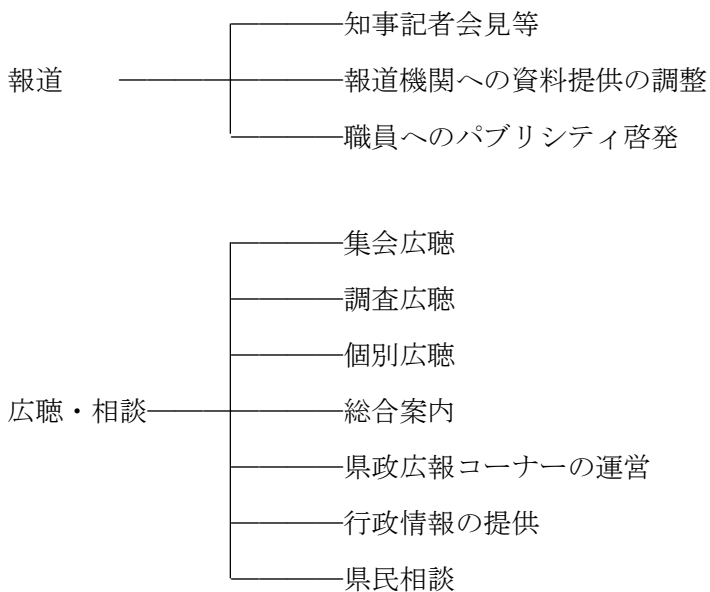 知事記者会見等
報道
報道機関への資料提供の調整
職員へのパブリシティ啓発
集会広聴
調査広聴
個別広聴
広聴・相談
総合案内
県政広報コーナーの運営
行政情報の提供
県民相談